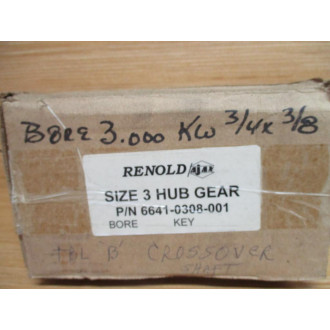 BORE 3.000 KW 3/4 x 3/8
RENOLD/AJAX
SIZE 3 HUB GEAR
P/N 6641-0308-001
BORE KEY
B CROSSOVER
SHAFT